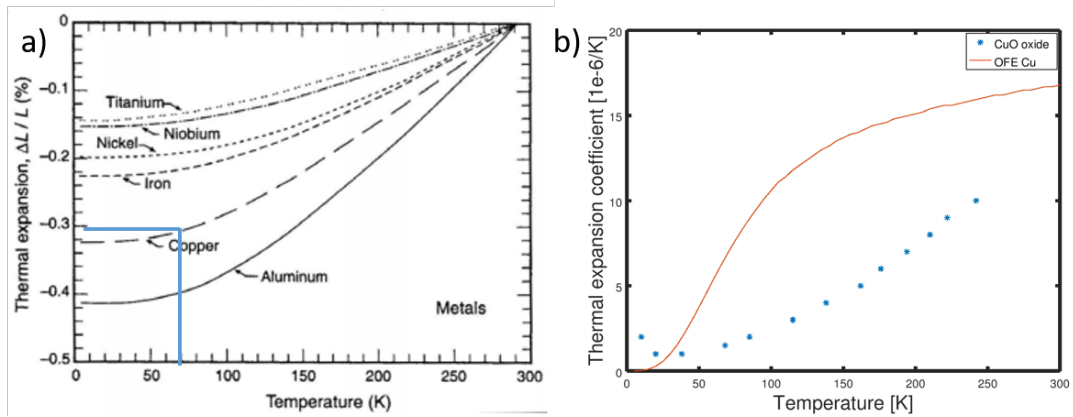 a)
Thermal expansion, ΔL / L (%)
0
−0.1
−0.2
−0.3
−0.4
−0.5
Titanium
Niobium
Nickel
Iron
Copper
Aluminum
Metals
0 50 100 150 200 250 300
Temperature (K)
b)
Thermal expansion coefficient [1e-6/K]
20
15
10
5
0
CuO oxide
OFE Cu
0 50 100 150 200 250 300
Temperature [K]